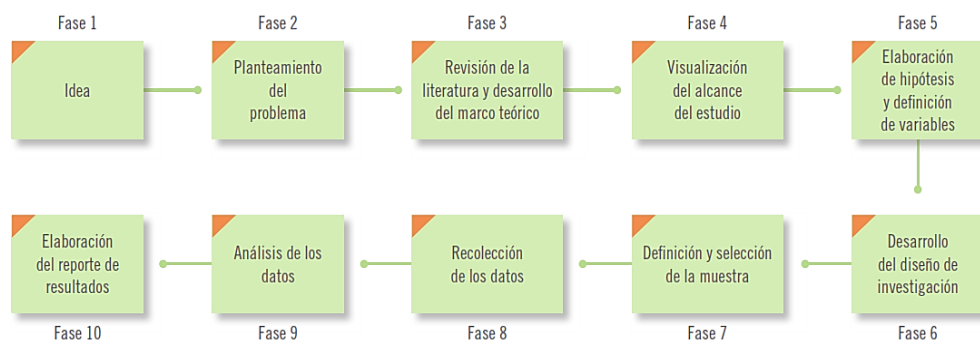 Fase 1
Idea
Fase 2
Planteamiento
del
problema
Fase 3
Revisión de la
literatura y desarrollo
del marco teórico
Fase 4
Visualización
del alcance
del estudio
Fase 5
Elaboración
de hipótesis
y definición
de variables
Desarrollo
del diseño de
investigación
Fase 6
Definición y selección
de la muestra
Fase 7
Recolección
de los datos
Fase 8
Análisis de los
datos
Fase 9
Elaboración
del reporte de
resultados
Fase 10